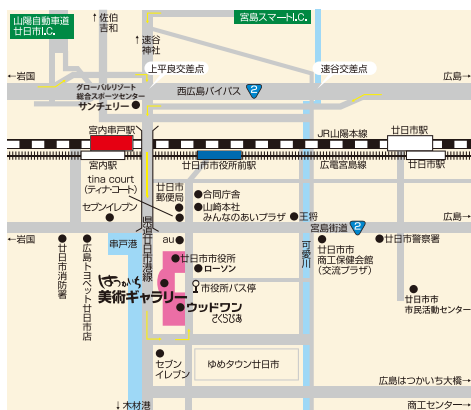 山陽自動車道
廿日市I.C.
↑佐伯
吉和
宮島スマートI.C.
↑速谷
神社
上平良交差点
速谷交差点
←岩国
広島→
グローバルリゾート
総合スポーツセンター
サンチェリー
西広島バイパス
2
宮内串戸駅
JR山陽本線
廿日市駅
宮内駅
廿日市市役所前駅
広電宮島線
廿日市駅
tina court
(ティナ・コート)
廿日市
郵便局
合同庁舎
山崎本社
みんなのあいプラザ
セブンイレブン
王将
宮島街道
2
広島→
←岩国
串戸港
県道廿日市港線
au
可愛川
廿日市消防署
広島トヨペット廿日市店
廿日市市役所
ローソン
廿日市市
商工保健会館
(交流プラザ)
廿日市警察署
はつかいち
美術ギャラリー
市役所バス停
ウッドワン
さくらぴあ
廿日市市
市民活動センター
セブン
イレブン
ゆめタウン廿日市
広島はつかいち大橋→
↓木材港
商工センター→